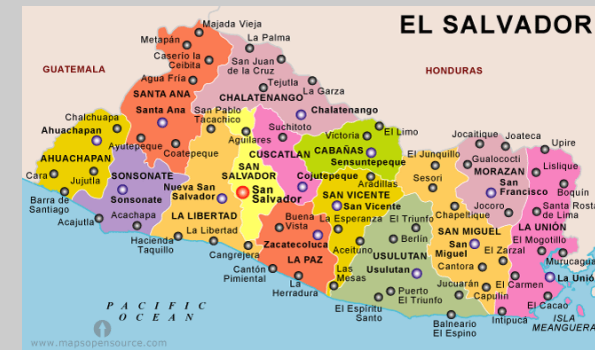 EL SALVADOR
GUATEMALA
HONDURAS
Majada Vieja
Metapán
La Palma
Caserio la
Ceibita
San Juan
de la Cruz
Agua Fría
Tejutla
La Garza
SANTA ANA
Santa Ana
CHALATENANGO
Chalatenango
San Pablo
Tacachico
Chalchuapa
Ahuachapan
Ayutepeque
Coatepeque
Aguilares
Suchitoto
Victoria
El Limo
CABAÑAS
Sensuntepeque
Jocaitique
Joateca
Upire
AHUACHAPAN
Cara
Jujutla
SONSONATE
Sonsonate
CUSCATLAN
Cojutepeque
El Junquillo
Gualococti
MORAZAN
Lislique
Barra de
Santiago
Acajutla
Acachapa
Nueva San
Salvador
SAN
SALVADOR
San
Salvador
Aradillas
Sesori
San
Francisco
Boquin
SAN VICENTE
San Vicente
Chapeltique
Jocoro
Santa Rosta
de Lima
LA LIBERTAD
La Libertad
Hacienda
Taquillo
Buena
Vista
La Esperanza
El Triunfo
SAN MIGUEL
San
Miguel
LA UNIÓN
El Mogotillo
Zacatecoluca
Cangrejera
Aceituno
Berlin
El Zarzal
Murucagua
Cantón
Pimiental
LA PAZ
USULUTAN
Usulutan
Cantora
La Unió
La
Herradura
Las
Mesas
Puerto
El Triunfo
Jucuarán
Capulin
El Carmen
El Cacao
El Espiritu
Santo
Balneario
El Espino
Intipucá
ISLA
MEANGUERA
PACIFIC
OCEAN
www.mapsopensource.com